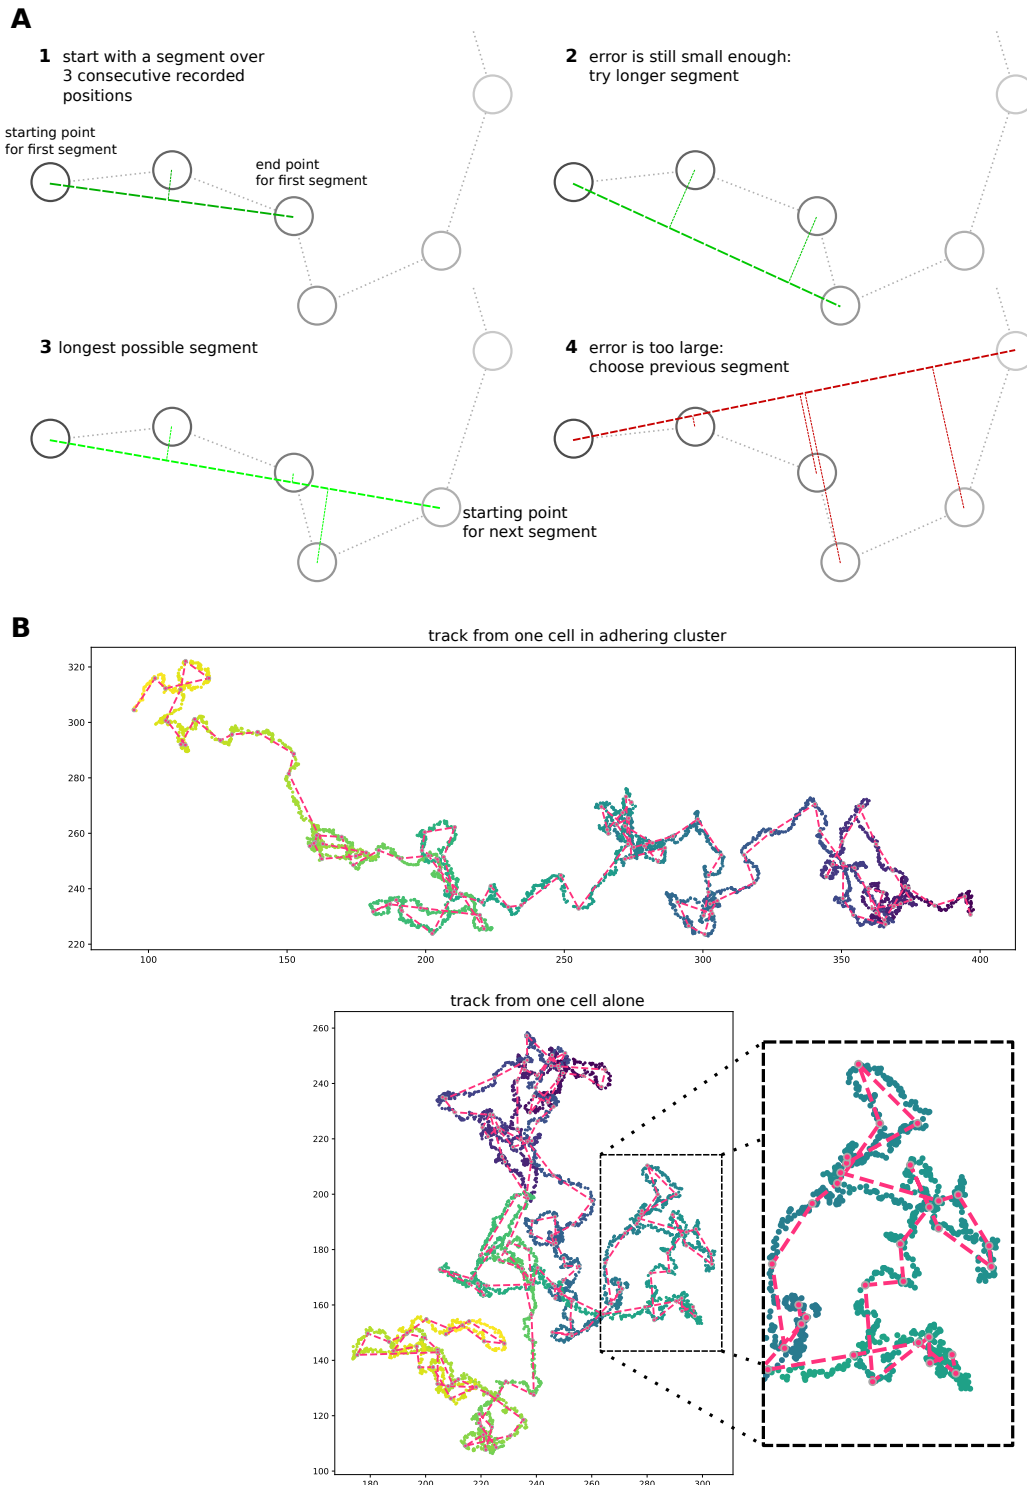 A
1 start with a segment over
3 consecutive recorded
positions
2 error is still small enough:
try longer segment
starting point
for first segment
end point
for first segment
3 longest possible segment
4 error is too large:
choose previous segment
starting point
for next segment
B
track from one cell in adhering cluster
320
300
280
260
240
220
100 150 200 250 300 350 400
track from one cell alone
260
240
220
200
180
160
140
120
100
180 200 220 240 260 280 300